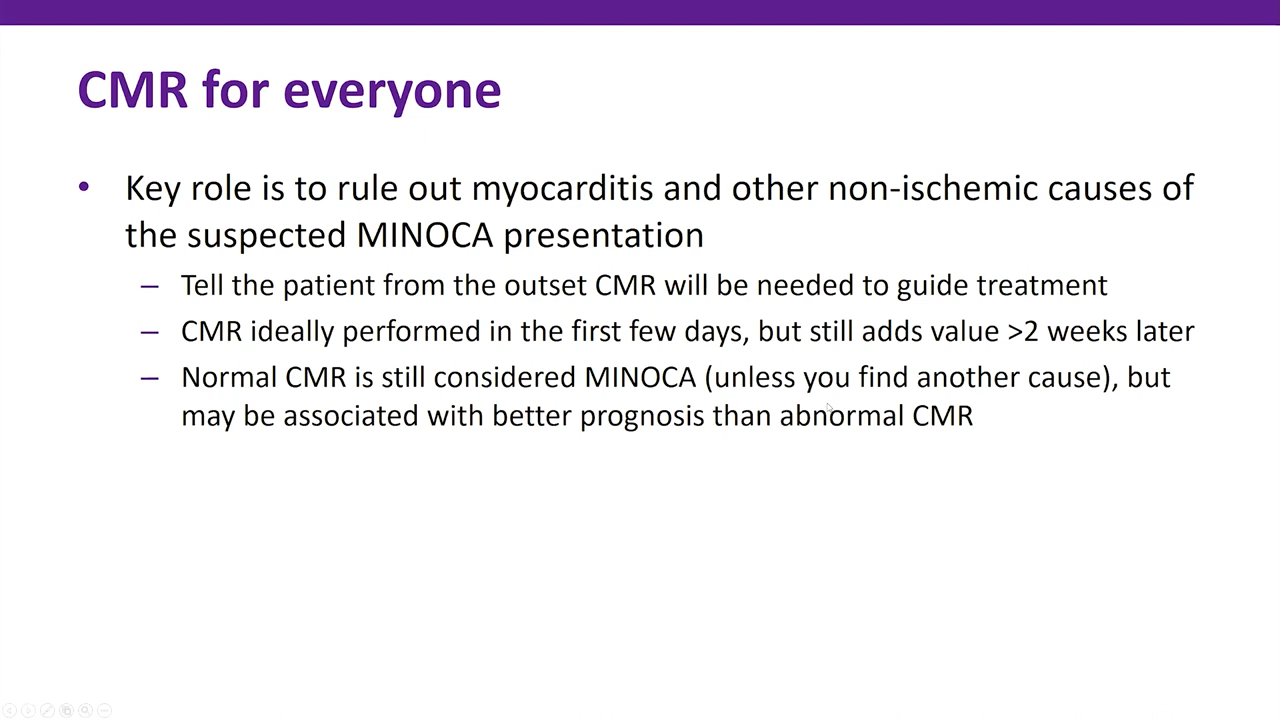 CMR for everyone
• Key role is to rule out myocarditis and other non-ischemic causes of
the suspected MINOCA presentation
– Tell the patient from the outset CMR will be needed to guide treatment
– CMR ideally performed in the first few days, but still adds value >2 weeks later
– Normal CMR is still considered MINOCA (unless you find another cause), but
may be associated with better prognosis than abnormal CMR